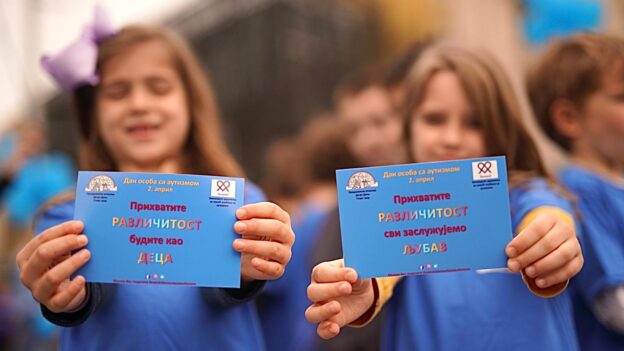 Дан особа са аутизмом
2. април
Прихватите
РАЗЛИЧИТОСТ
будите као
ДЕЦА
Дан особа са аутизмом
2. април
Прихватите
РАЗЛИЧИТОСТ
сви заслужујемо
ЉУБАВ